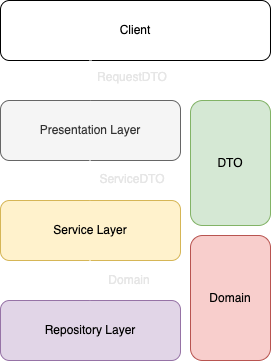 Client
RequestDTO
Presentation Layer
DTO
ServiceDTO
Service Layer
Domain
Domain
Repository Layer